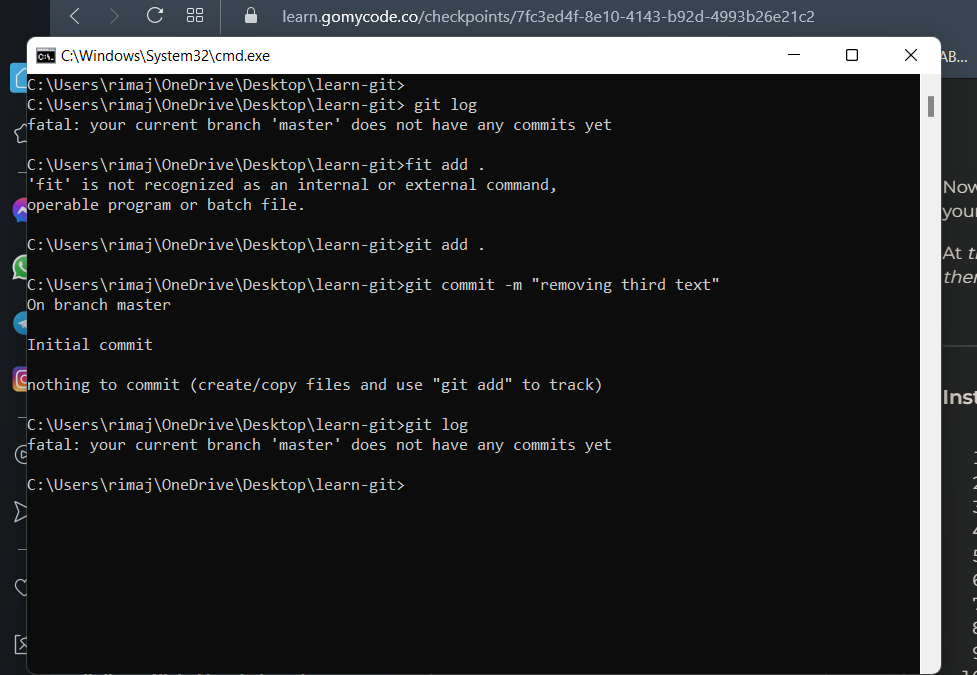 learn.gomycode.co/checkpoints/7fc3ed4f-8e10-4143-b92d-4993b26e21c2
C:\Windows\System32\cmd.exe
AB...
C:\Users\rimaj\OneDrive\Desktop\learn-git>
C:\Users\rimaj\OneDrive\Desktop\learn-git> git log
fatal: your current branch 'master' does not have any commits yet
C:\Users\rimaj\OneDrive\Desktop\learn-git>fit add .
'fit' is not recognized as an internal or external command,
operable program or batch file.
C:\Users\rimaj\OneDrive\Desktop\learn-git>git add .
C:\Users\rimaj\OneDrive\Desktop\learn-git>git commit -m "removing third text"
On branch master
Initial commit
nothing to commit (create/copy files and use "git add" to track)
C:\Users\rimaj\OneDrive\Desktop\learn-git>git log
fatal: your current branch 'master' does not have any commits yet
C:\Users\rimaj\OneDrive\Desktop\learn-git>
Now
At